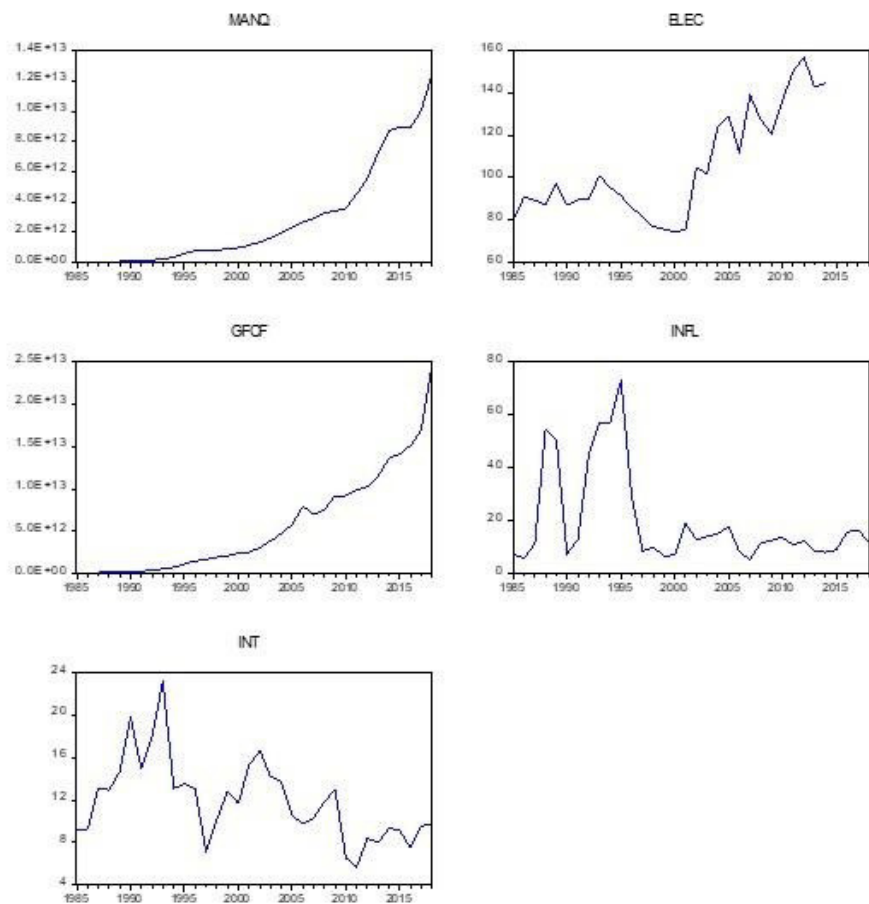 MANQ
1.4E+13
1.2E+13
1.0E+13
8.0E+12
6.0E+12
4.0E+12
2.0E+12
0.0E+00
1985 1990 1995 2000 2005 2010 2015
ELEC
160
140
120
100
80
60
1985 1990 1995 2000 2005 2010 2015
GFCF
2.5E+13
2.0E+13
1.5E+13
1.0E+13
5.0E+12
0.0E+00
1985 1990 1995 2000 2005 2010 2015
INFL
80
60
40
20
0
1985 1990 1995 2000 2005 2010 2015
INT
24
20
16
12
8
4
1985 1990 1995 2000 2005 2010 2015